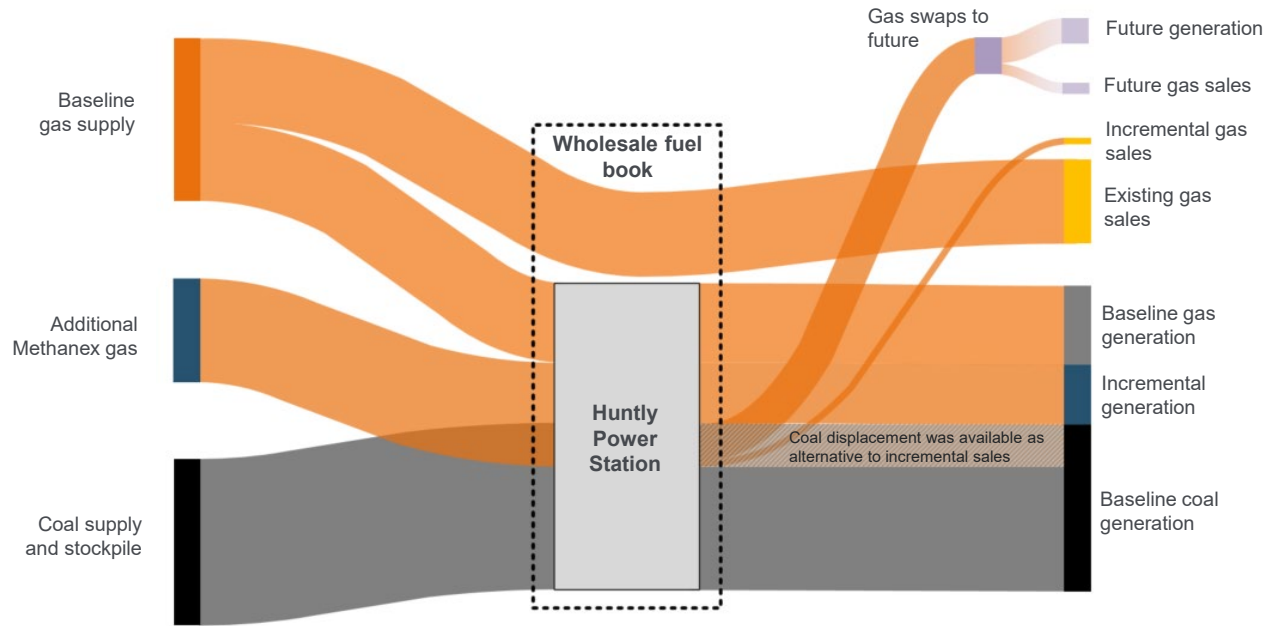 Baseline
gas supply
Additional
Methanex gas
Coal supply
and stockpile
Wholesale fuel
book
Huntly
Power
Station
Gas swaps to
future
Coal displacement was available as
alternative to incremental sales
Future generation
Future gas sales
Incremental gas
sales
Existing gas
sales
Baseline gas
generation
Incremental
generation
Baseline coal
generation